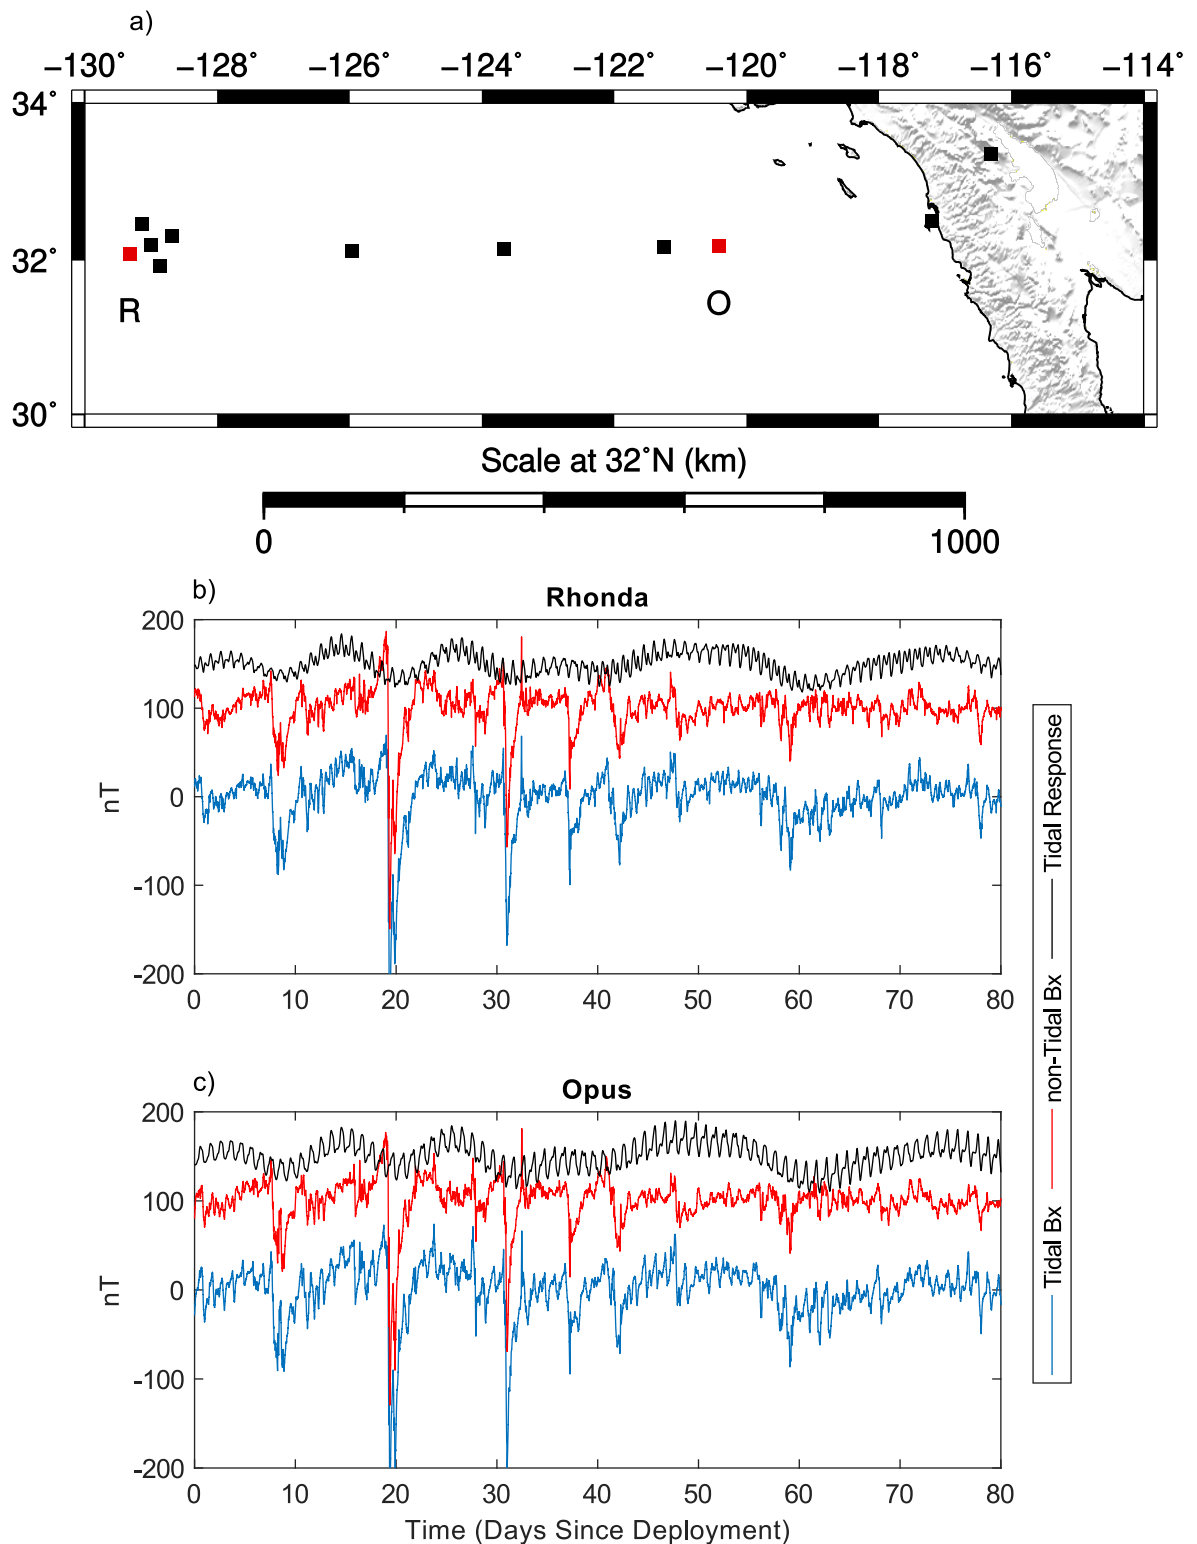 a)
−130° −128° −126° −124° −122° −120° −118° −116° −114°
34°
32°
30°
R
O
Scale at 32°N (km)
0 1000
b)
Rhonda
200
100
0
-100
-200
nT
0 10 20 30 40 50 60 70 80
c)
Opus
200
100
0
-100
-200
nT
0 10 20 30 40 50 60 70 80
Time (Days Since Deployment)
Tidal Bx non-Tidal Bx Tidal Response